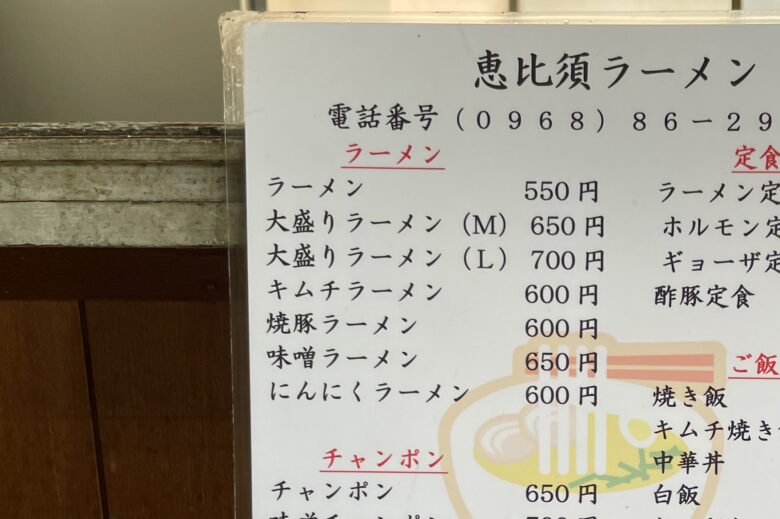 恵比須ラーメン
電話番号（０９６８）８６－２９
ラーメン
ラーメン 550円
大盛りラーメン（M） 650円
大盛りラーメン（L） 700円
キムチラーメン 600円
焼豚ラーメン 600円
味噌ラーメン 650円
にんにくラーメン 600円
チャンポン
チャンポン 650円
定食
ラーメン定
ホルモン定
ギョーザ定
酢豚定食
ご飯
焼き飯
キムチ焼き
中華丼
白飯